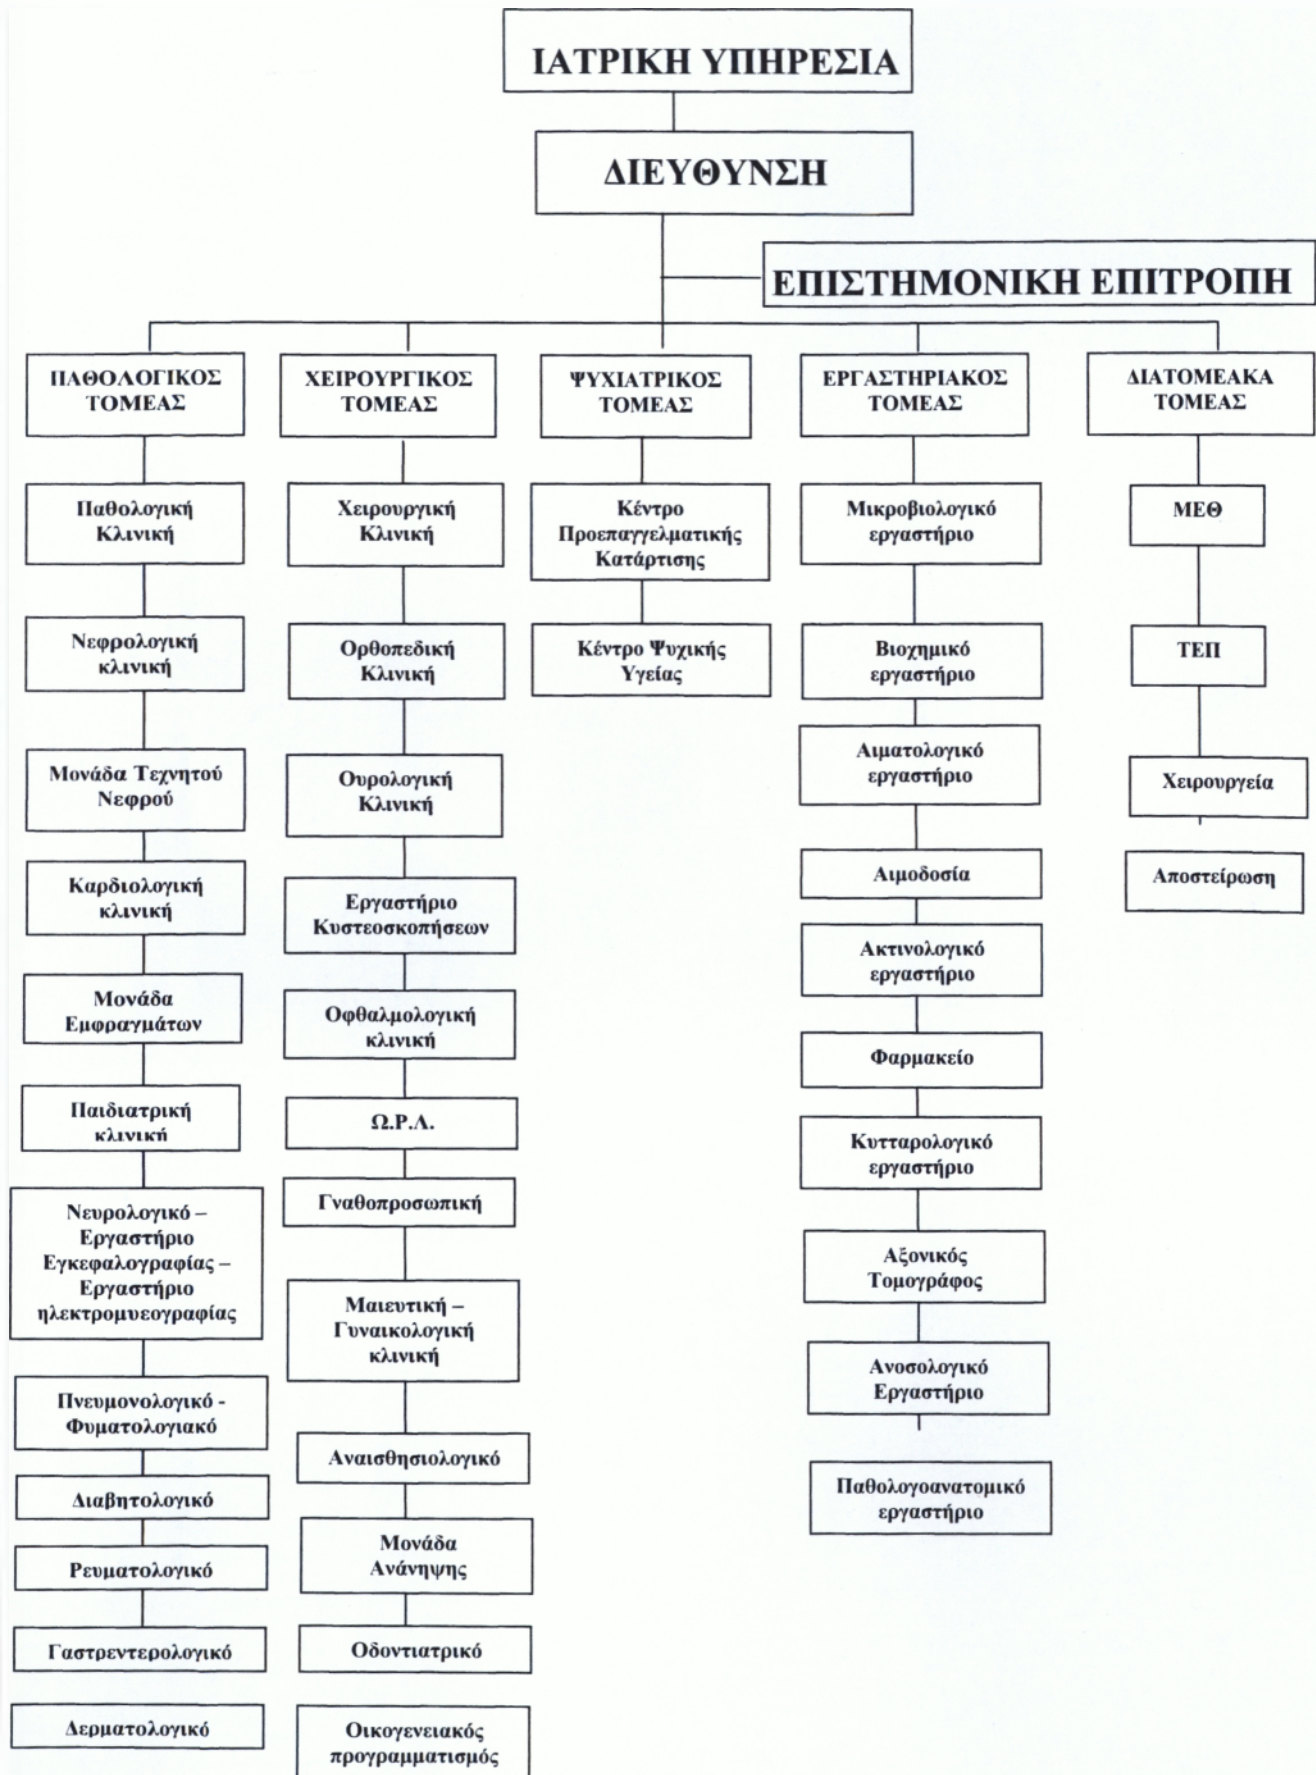 ΙΑΤΡΙΚΗ ΥΠΗΡΕΣΙΑ
ΔΙΕΥΘΥΝΣΗ
ΕΠΙΣΤΗΜΟΝΙΚΗ ΕΠΙΤΡΟΠΗ
ΠΑΘΟΛΟΓΙΚΟΣ
ΤΟΜΕΑΣ
Παθολογική
Κλινική
Νεφρολογική
κλινική
Μονάδα Τεχνητού
Νεφρού
Καρδιολογική
κλινική
Μονάδα
Εμφραγμάτων
Παιδιατρική
κλινική
Νευρολογικό –
Εργαστήριο
Εγκεφαλογραφίας –
Εργαστήριο
ηλεκτρομυεογραφίας
Πνευμονολογικό -
Φυματολογιακό
Διαβητολογικό
Ρευματολογικό
Γαστρεντερολογικό
Δερματολογικό
ΧΕΙΡΟΥΡΓΙΚΟΣ
ΤΟΜΕΑΣ
Χειρουργική
Κλινική
Ορθοπεδική
Κλινική
Ουρολογική
Κλινική
Εργαστήριο
Κυστεοσκοπήσεων
Οφθαλμολογική
κλινική
Ω.Ρ.Λ.
Γναθοπροσωπική
Μαιευτική –
Γυναικολογική
κλινική
Αναισθησιολογικό
Μονάδα
Ανάνηψης
Οδοντιατρικό
Οικογενειακός
προγραμματισμός
ΨΥΧΙΑΤΡΙΚΟΣ
ΤΟΜΕΑΣ
Κέντρο
Προεπαγγελματικής
Κατάρτισης
Κέντρο Ψυχικής
Υγείας
ΕΡΓΑΣΤΗΡΙΑΚΟΣ
ΤΟΜΕΑΣ
Μικροβιολογικό
εργαστήριο
Βιοχημικό
εργαστήριο
Αιματολογικό
εργαστήριο
Αιμοδοσία
Ακτινολογικό
εργαστήριο
Φαρμακείο
Κυτταρολογικό
εργαστήριο
Αξονικός
Τομογράφος
Ανοσολογικό
Εργαστήριο
Παθολογοανατομικό
εργαστήριο
ΔΙΑΤΟΜΕΑΚΑ
ΤΟΜΕΑΣ
ΜΕΘ
ΤΕΠ
Χειρουργεία
Αποστείρωση